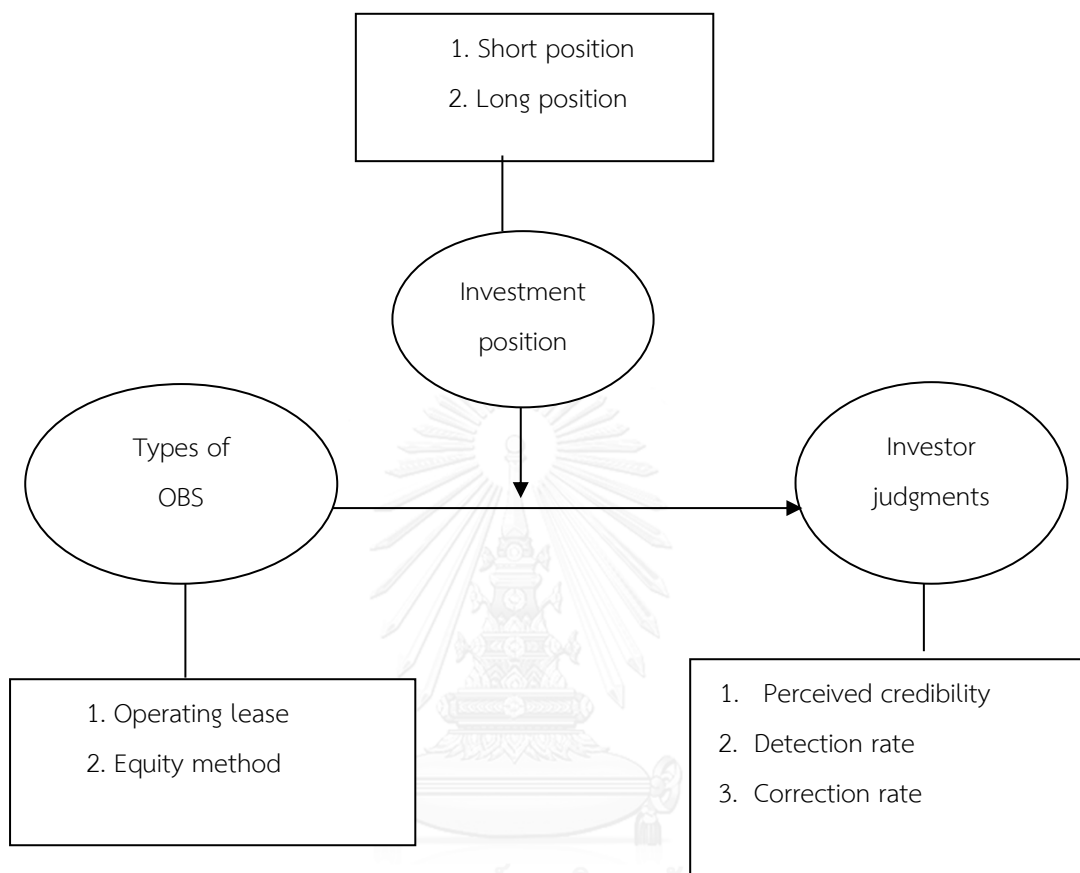 1. Short position
2. Long position
Investment
position
Types of
OBS
Investor
judgments
1. Operating lease
2. Equity method
1. Perceived credibility
2. Detection rate
3. Correction rate